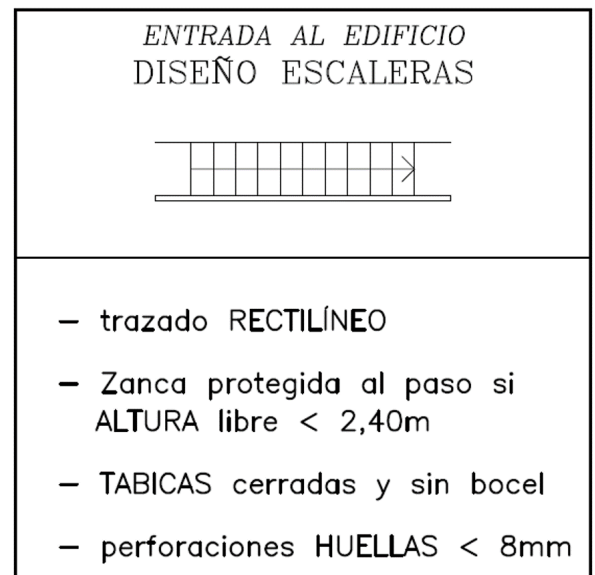 ENTRADA AL EDIFICIO
DISEÑO ESCALERAS
– trazado RECTILÍNEO
– Zanca protegida al paso si
ALTURA libre < 2,40m
– TABICAS cerradas y sin bocel
– perforaciones HUELLAS < 8mm